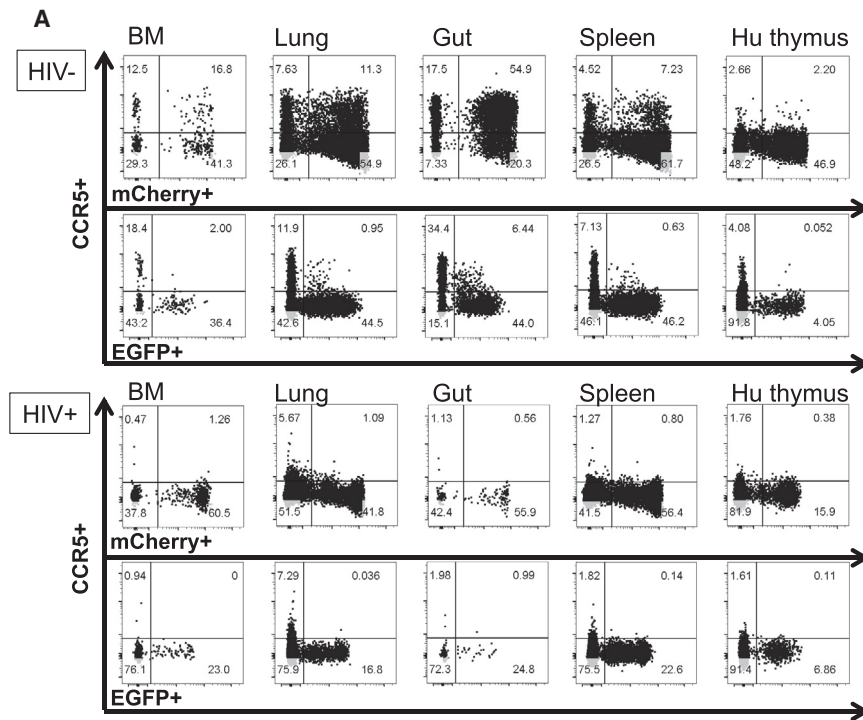 A
BM Lung Gut Spleen Hu thymus
HIV-
12.5 16.8 7.63 11.3 17.5 54.9 4.52 7.23 2.66 2.20
29.3 41.3 26.1 54.9 7.33 20.3 26.5 61.7 48.2 46.9
mCherry+
CCR5+
18.4 2.00 11.9 0.95 34.4 6.44 7.13 0.63 4.08 0.052
43.2 36.4 42.6 44.5 15.1 44.0 46.1 46.2 91.8 4.05
EGFP+
BM Lung Gut Spleen Hu thymus
HIV+
0.47 1.26 5.67 1.09 1.13 0.56 1.27 0.80 1.76 0.38
37.8 60.5 51.5 41.8 42.4 55.9 41.5 56.4 81.9 15.9
mCherry+
CCR5+
0.94 0 7.29 0.036 1.98 0.99 1.82 0.14 1.61 0.11
76.1 23.0 75.9 16.8 72.3 24.8 75.5 22.6 91.4 6.86
EGFP+